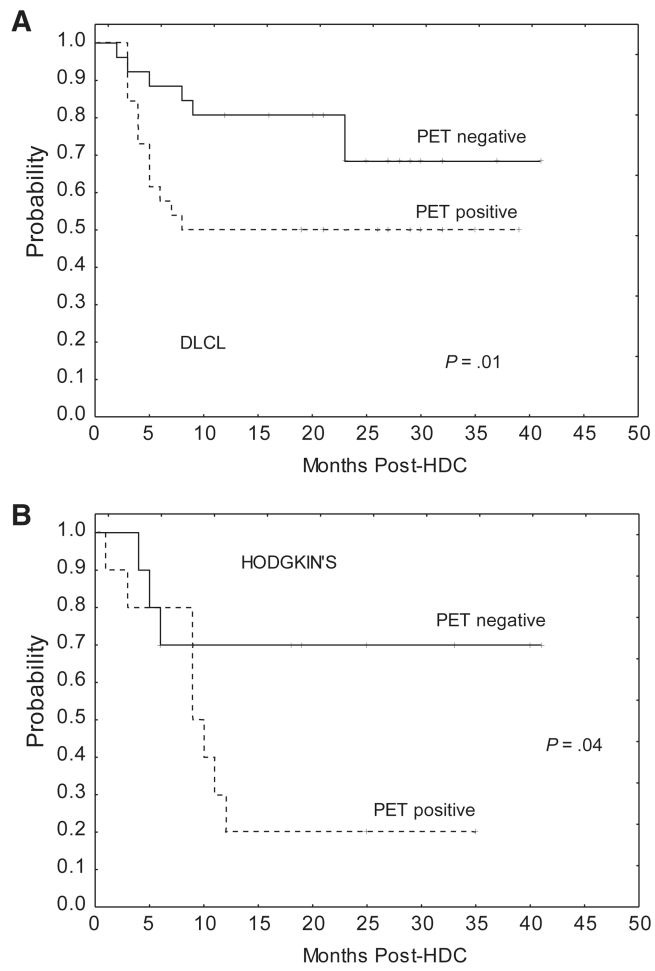 A
1.0
0.9
0.8
0.7
0.6
0.5
0.4
0.3
0.2
0.1
0.0
Probability
PET negative
PET positive
DLCL
P = .01
0 5 10 15 20 25 30 35 40 45 50
Months Post-HDC
B
1.0
0.9
0.8
0.7
0.6
0.5
0.4
0.3
0.2
0.1
0.0
Probability
HODGKIN'S
PET negative
P = .04
PET positive
0 5 10 15 20 25 30 35 40 45 50
Months Post-HDC